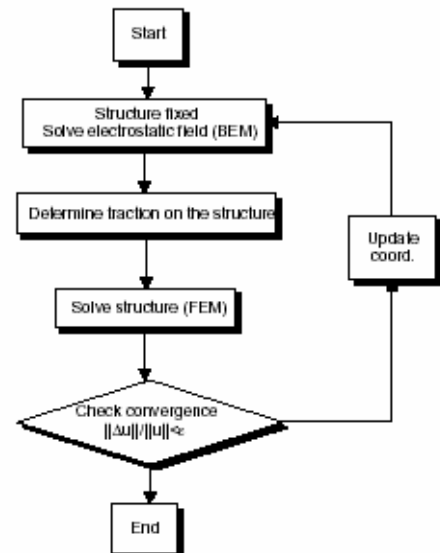 Start
Structure fixed
Solve electrostatic field (BEM)
Determine traction on the structure
Update
coord.
Solve structure (FEM)
Check convergence
||Δu||/||u||<ε
End